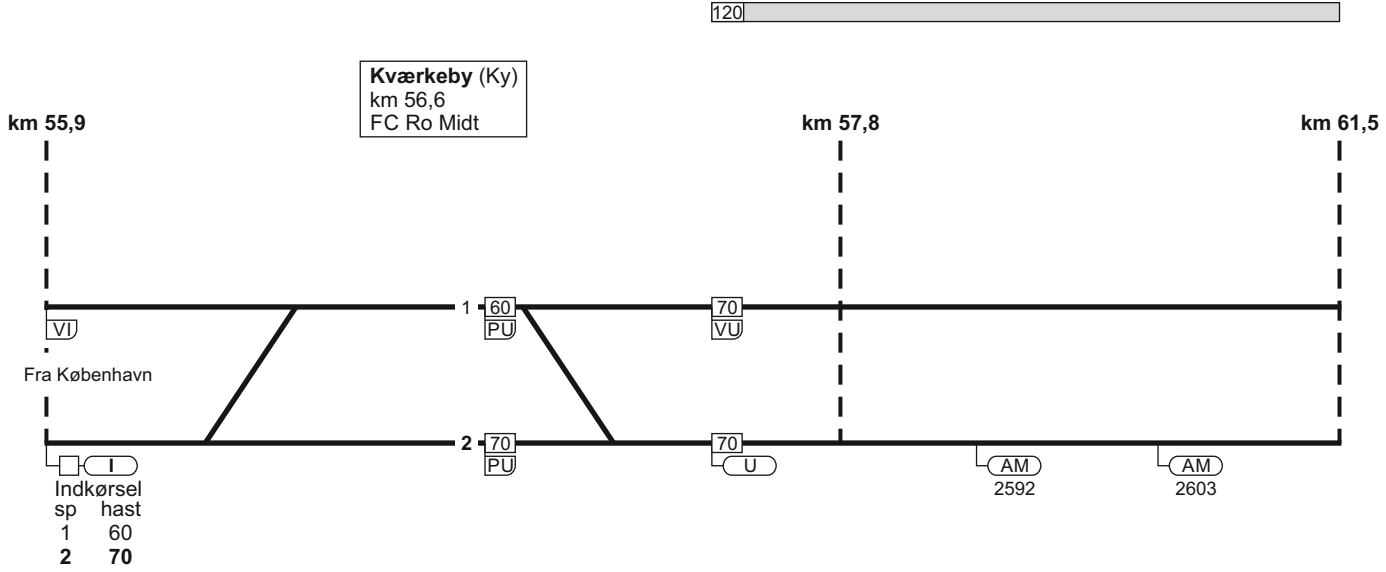 120
Kværkeby (Ky)
km 56,6
FC Ro Midt
km 55,9
km 57,8
km 61,5
1
60
70
VI
PU
VU
Fra København
2
70
70
I
PU
U
AM
AM
2592
2603
Indkørsel
sp hast
1 60
2 70